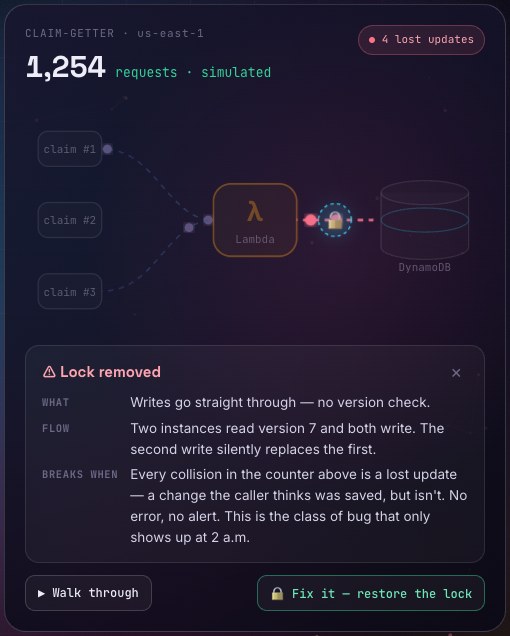 CLAIM-GETTER · us-east-1
4 lost updates
1,254 requests · simulated
claim #1
claim #2
claim #3
λ
Lambda
DynamoDB
⚠ Lock removed ×
WHAT Writes go straight through — no version check.
FLOW Two instances read version 7 and both write. The
second write silently replaces the first.
BREAKS WHEN Every collision in the counter above is a lost update
— a change the caller thinks was saved, but isn't. No
error, no alert. This is the class of bug that only
shows up at 2 a.m.
▶ Walk through
🔒 Fix it — restore the lock